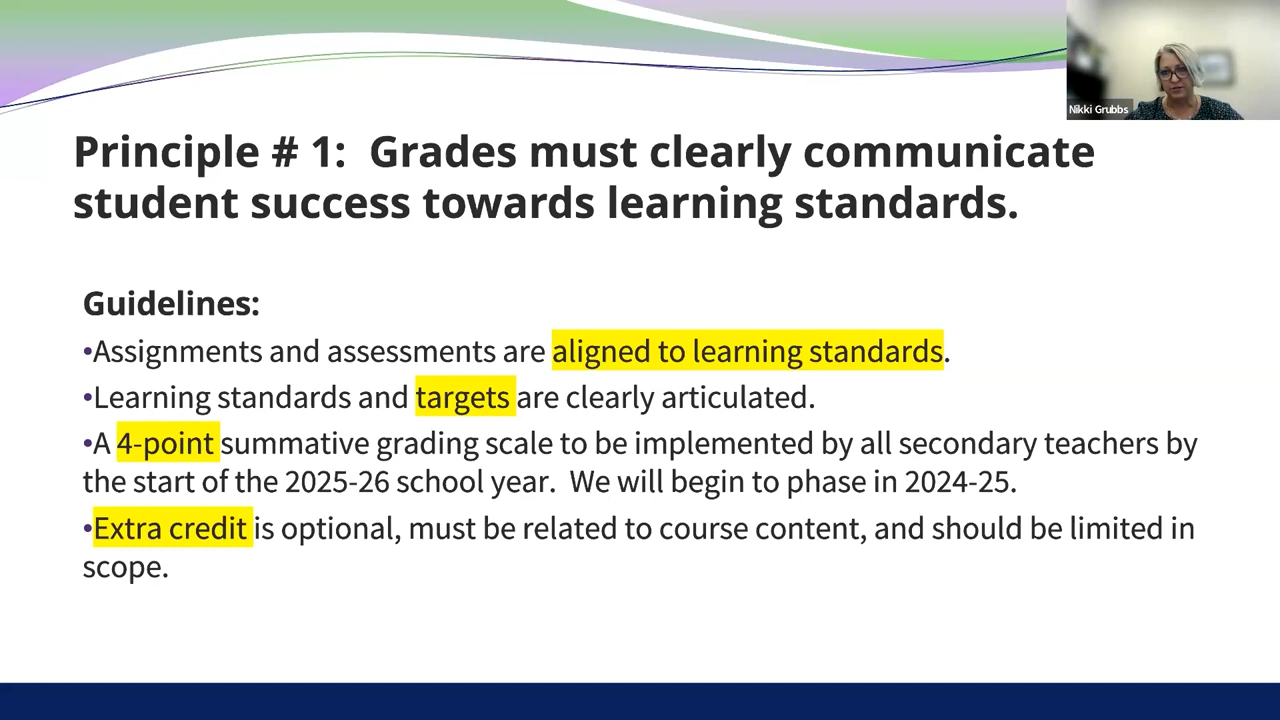 Nikki Grubbs
Principle # 1:  Grades must clearly communicate
student success towards learning standards.
Guidelines:
•Assignments and assessments are aligned to learning standards.
•Learning standards and targets are clearly articulated.
•A 4-point summative grading scale to be implemented by all secondary teachers by
the start of the 2025-26 school year.  We will begin to phase in 2024-25.
•Extra credit is optional, must be related to course content, and should be limited in
scope.